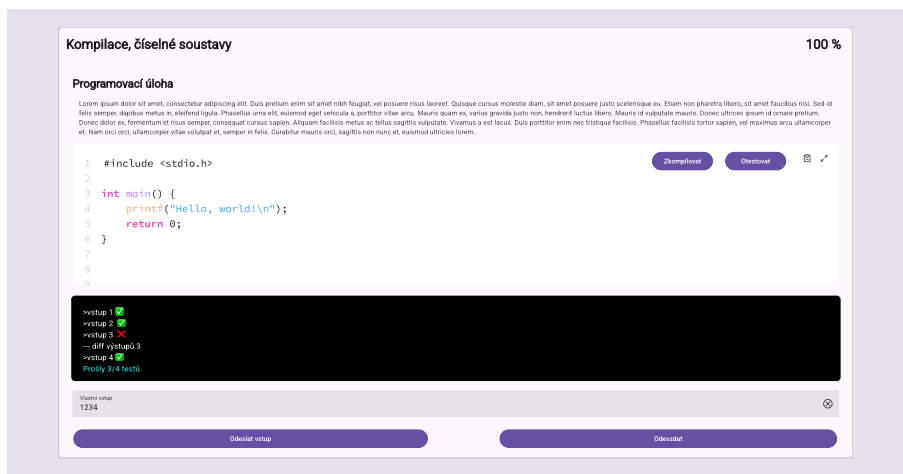 Kompilace, číselné soustavy
100 %
Programovací úloha
Lorem ipsum dolor sit amet, consectetur adipiscing elit. Duis pretium enim sit amet nibh feugiat, vel posuere risus laoreet. Quisque cursus molestie diam, sit amet posuere justo scelerisque eu. Etiam non pharetra libero, sit amet faucibus nisi. Sed id
felis semper, dapibus metus in, eleifend ligula. Phasellus urna elit, euismod eget vehicula a, porttitor vitae arcu. Mauris quam ex, varius gravida justo non, hendrerit luctus libero. Mauris id vulputate mauris. Donec ultrices ipsum id ornare pretium.
Donec dolor ex, fermentum et risus semper, consequat cursus sapien. Aliquam facilisis metus ac tellus sagittis vulputate. Vivamus a est lacus. Duis porttitor enim nec tristique facilisis. Phasellus facilisis tortor sapien, vel maximus arcu ullamcorper
et. Nam orci orci, ullamcorper vitae volutpat et, semper in felis. Curabitur mauris orci, sagittis non nunc et, euismod ultricies lorem.
Zkompilovat
Otestovat
1 #include <stdio.h>
2
3 int main() {
4 printf("Hello, world!\n");
5 return 0;
6 }
7
8
9
>vstup 1 ✅
>vstup 2 ✅
>vstup 3 ❌
--- diff výstupů 3
>vstup 4 ✅
Prošly 3/4 testů.
Vlastní vstup
1234
Odeslat vstup
Odevzdat